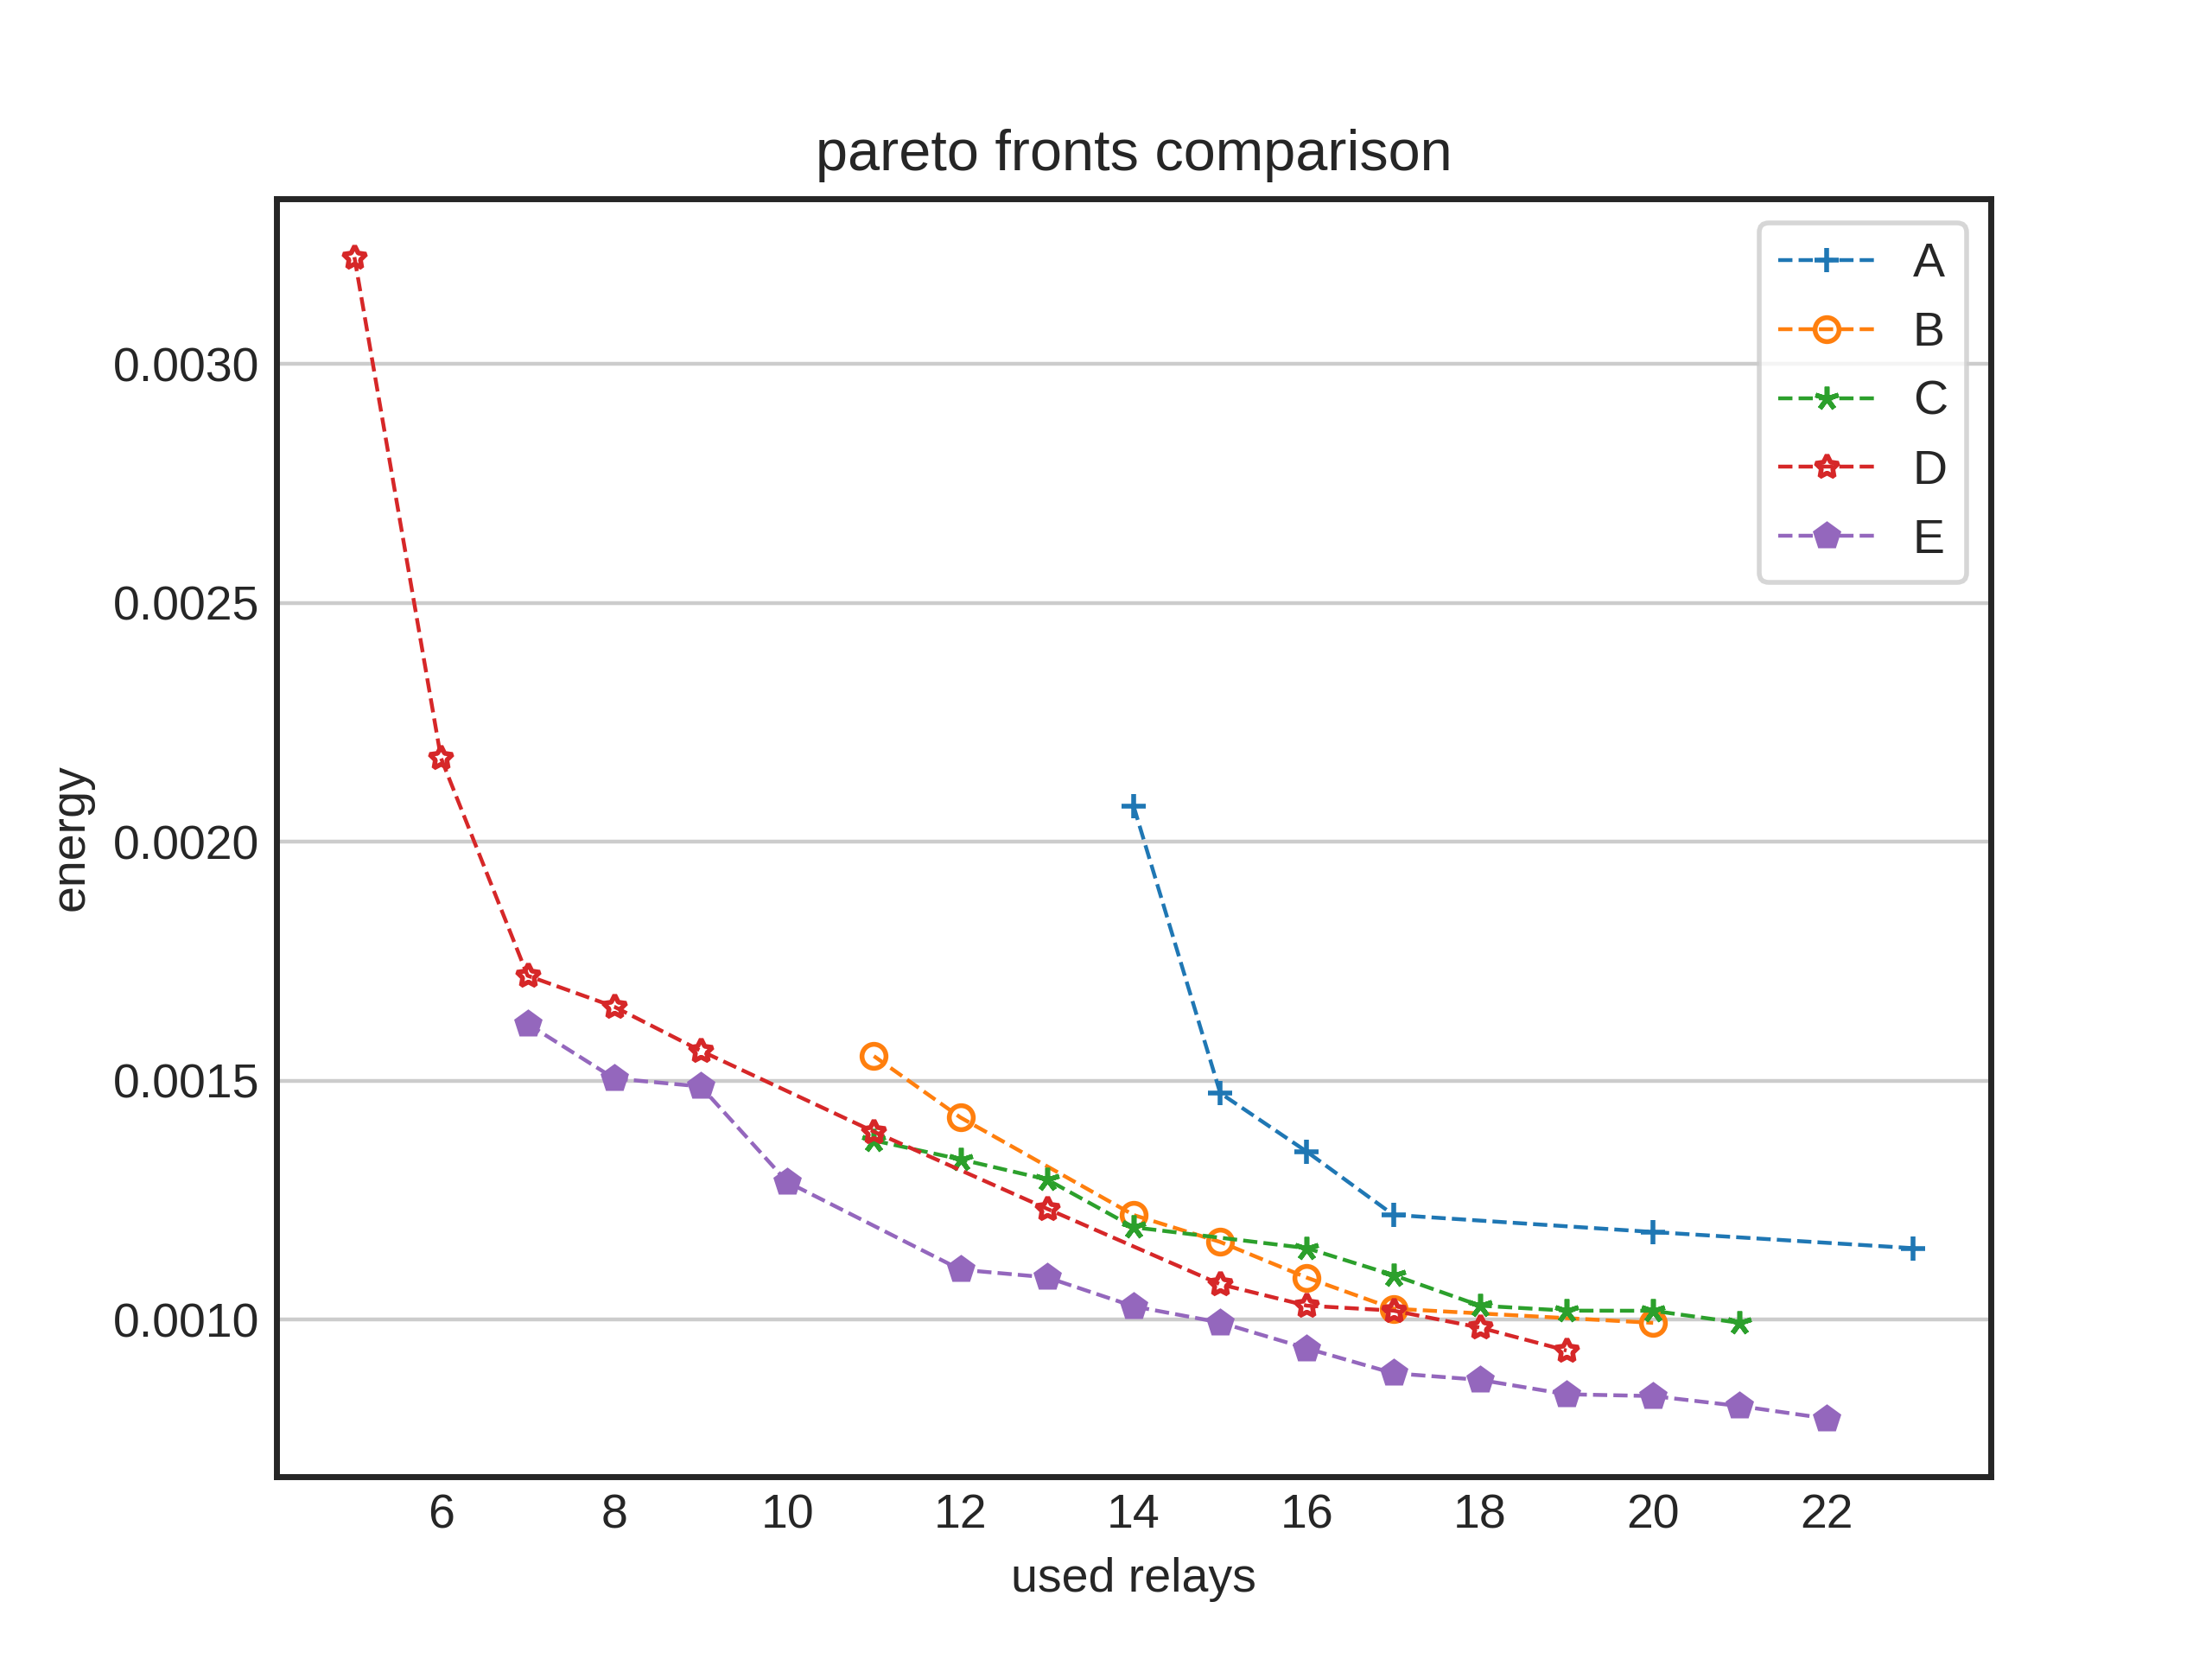 pareto fronts comparison
A
B
C
D
E
0.0030
0.0025
0.0020
0.0015
0.0010
energy
6 8 10 12 14 16 18 20 22
used relays